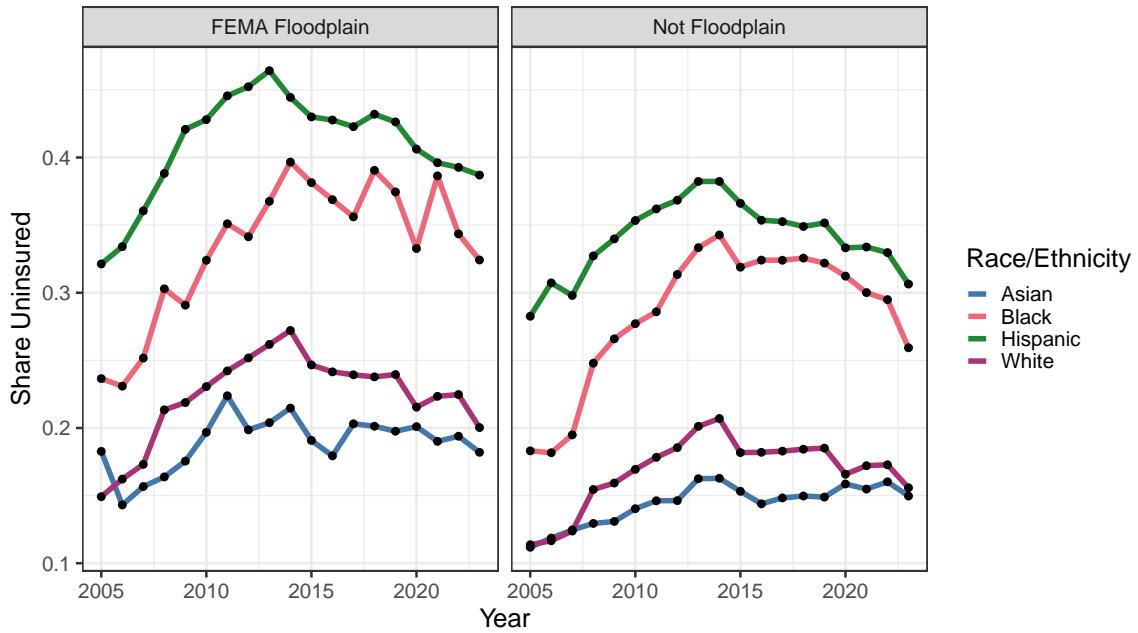 FEMA Floodplain
Not Floodplain
Share Uninsured
0.4
0.3
0.2
0.1
2005
2010
2015
2020
2005
2010
2015
2020
Year
Race/Ethnicity
Asian
Black
Hispanic
White